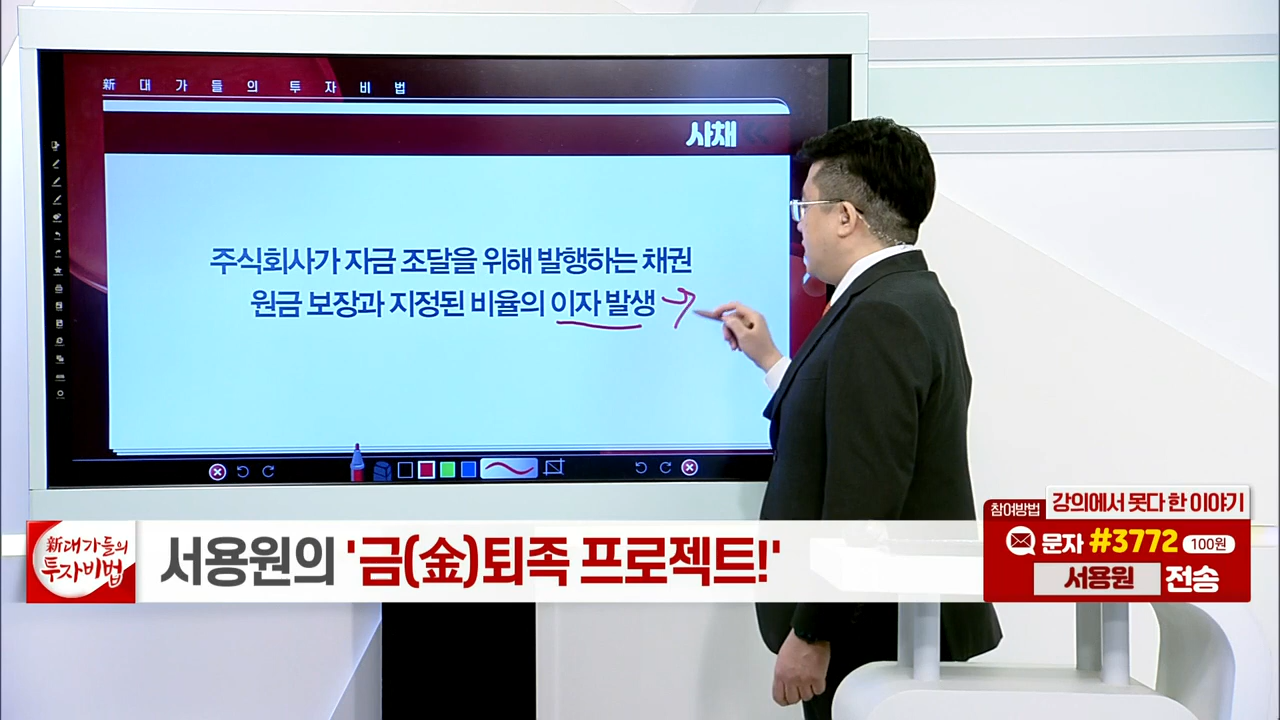 新 대 가 들 의 투 자 비 법
사채
주식회사가 자금 조달을 위해 발행하는 채권
원금 보장과 지정된 비율의 이자 발생
참여방법 강의에서 못다 한 이야기
문자 #3772 100원
서용원 전송
新대가들의
투자비법
서용원의 '금(金)퇴족 프로젝트!'